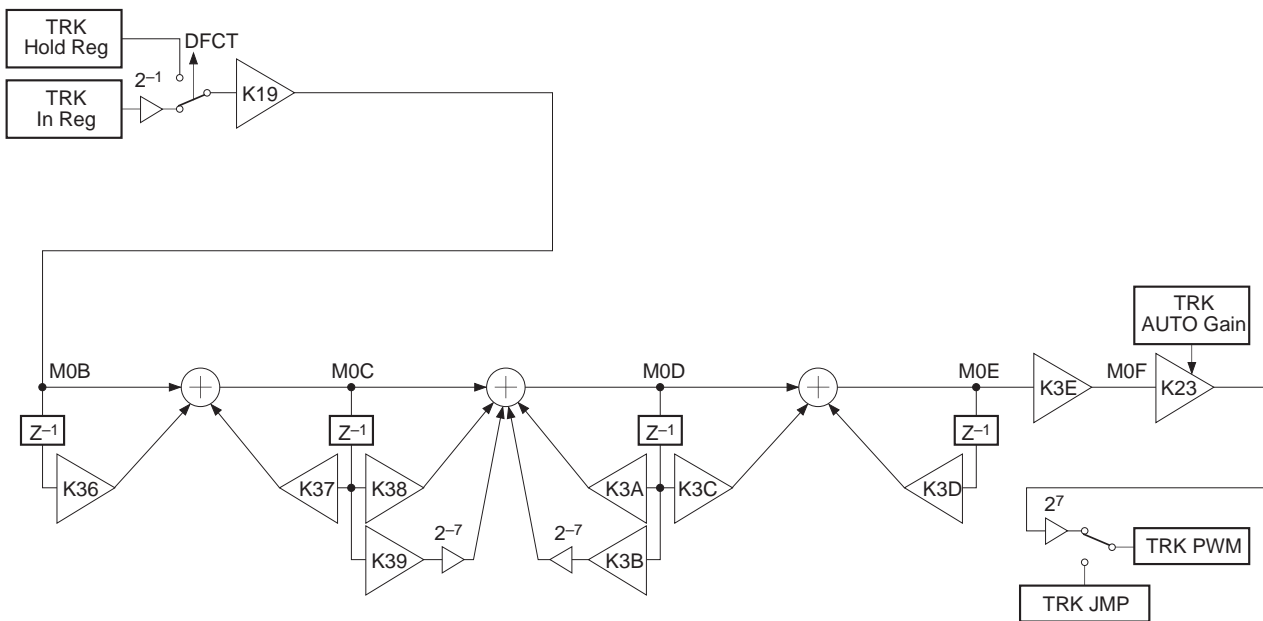 TRK
Hold Reg
DFCT
2⁻¹
K19
TRK
In Reg
TRK
AUTO Gain
M0B
M0C
M0D
M0E
K3E
M0F
K23
Z⁻¹
Z⁻¹
Z⁻¹
Z⁻¹
K36
K37
K38
K3A
K3C
K3D
2⁻⁷
2⁻⁷
K39
K3B
2⁷
TRK PWM
TRK JMP